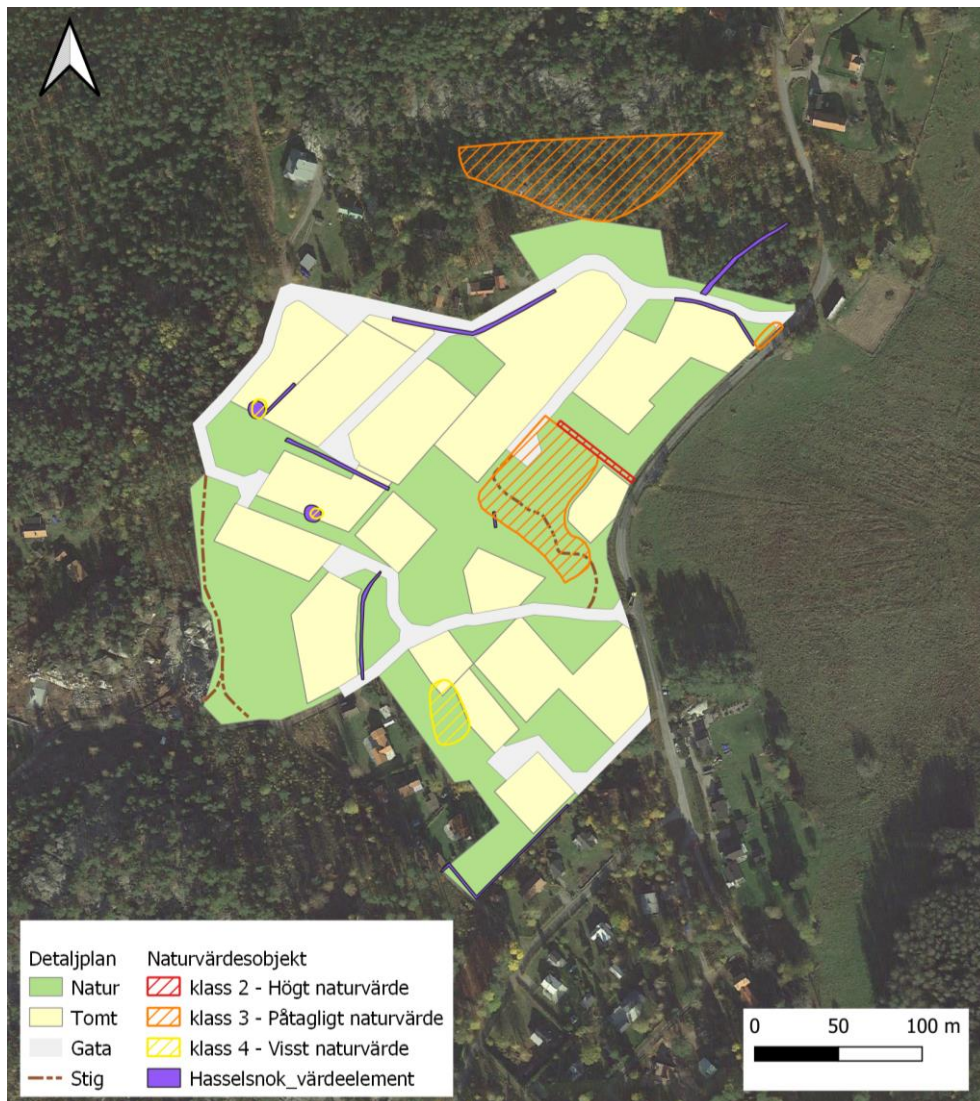 Detaljplan
Natur
Tomt
Gata
Stig
Naturvärdesobjekt
klass 2 - Högt naturvärde
klass 3 - Påtagligt naturvärde
klass 4 - Visst naturvärde
Hasselsnok_värdeelement
0 50 100 m